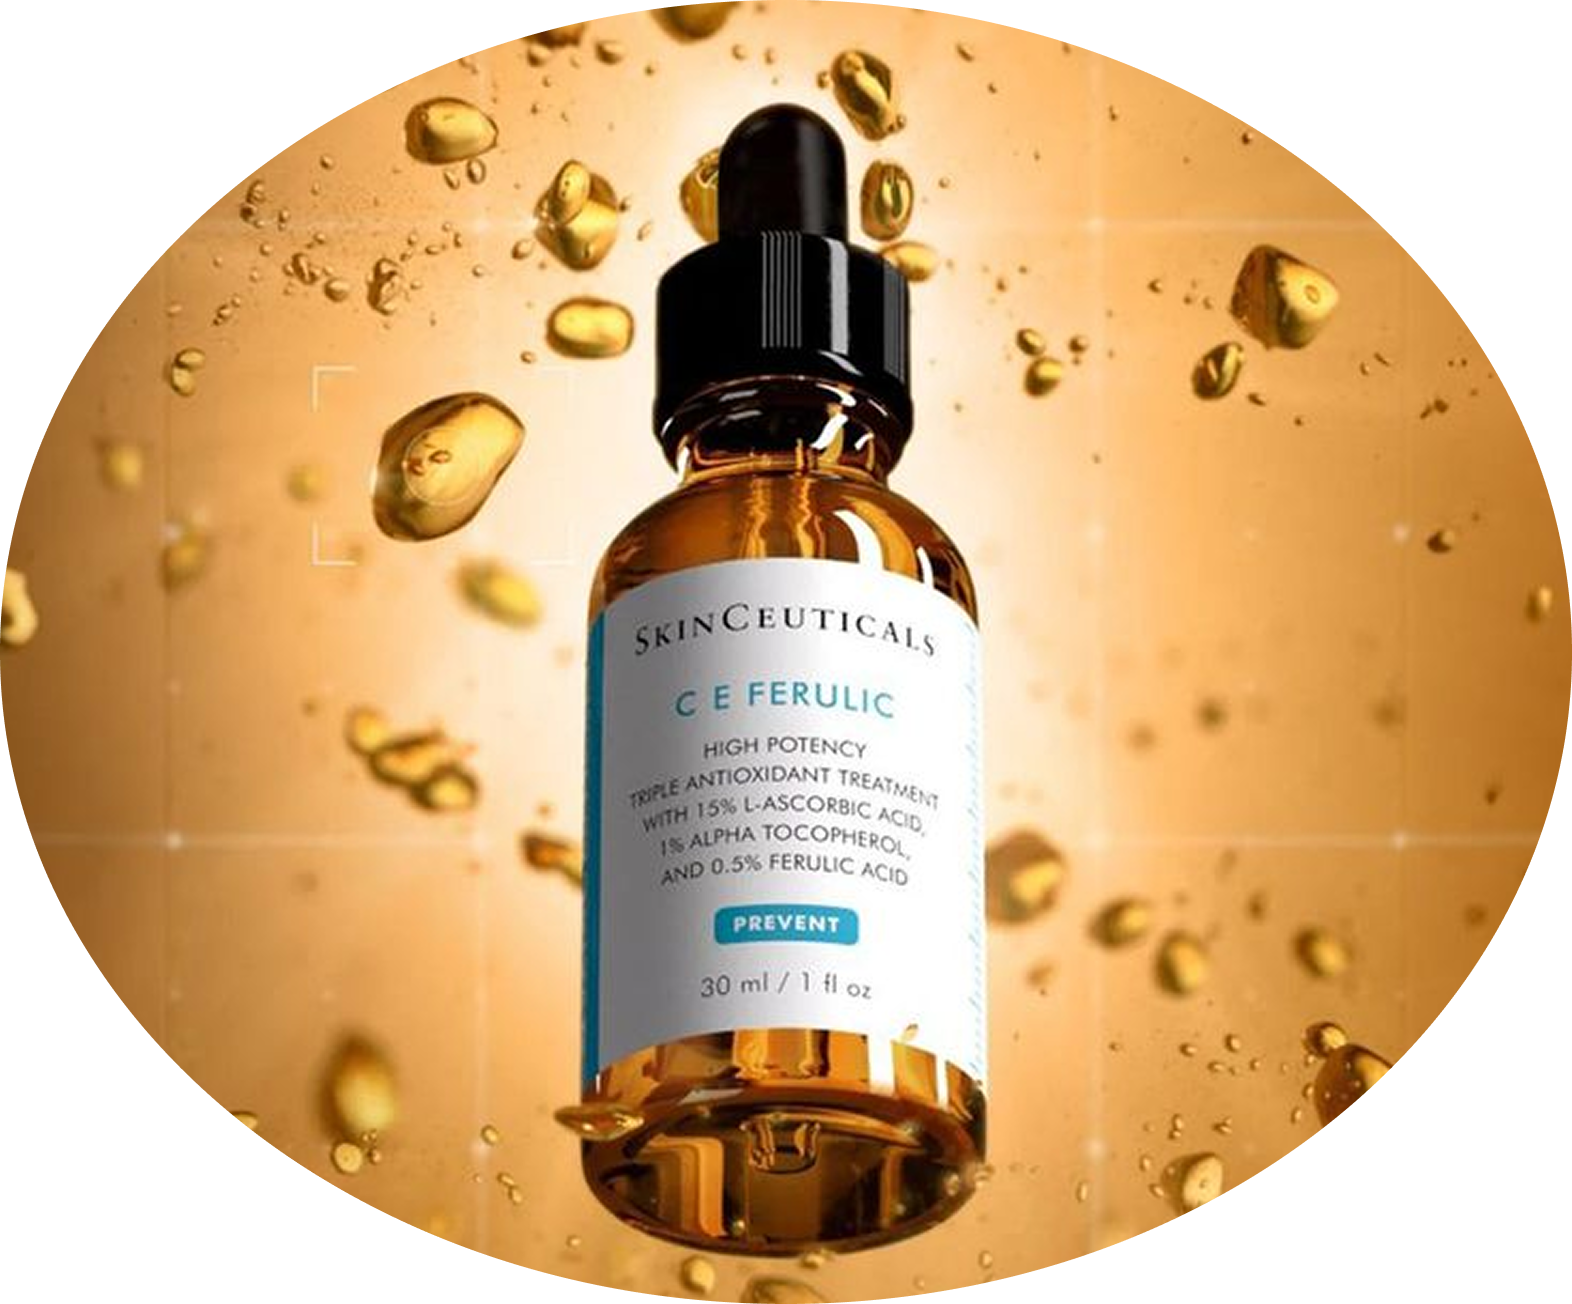 SKINCEUTICALS
C E FERULIC
HIGH POTENCY
TRIPLE ANTIOXIDANT TREATMENT
WITH 15% L-ASCORBIC ACID,
1% ALPHA TOCOPHEROL,
AND 0.5% FERULIC ACID
PREVENT
30 ml / 1 fl oz